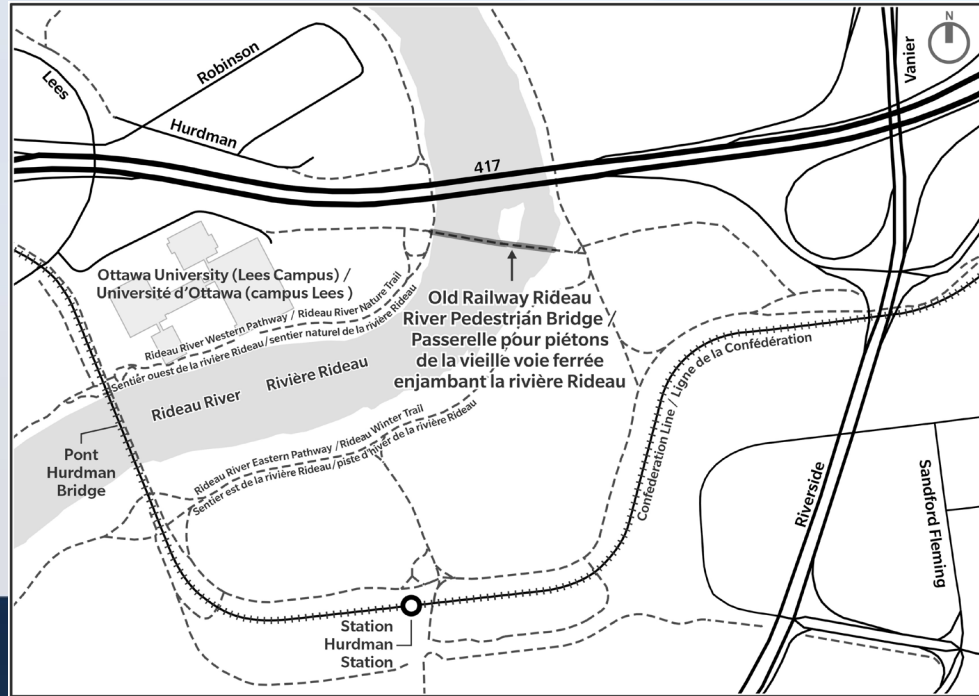 N
Vanier
Robinson
Lees
Hurdman
417
Ottawa University (Lees Campus) /
Université d'Ottawa (campus Lees )
Old Railway Rideau
River Pedestrian Bridge /
Passerelle pour piétons
de la vieille voie ferrée
enjambant la rivière Rideau
Rideau River Western Pathway / Rideau River Nature Trail
Sentier ouest de la rivière Rideau / sentier naturel de la rivière Rideau
Rideau River
Rivière Rideau
Confederation Line / Ligne de la Confédération
Pont
Hurdman
Bridge
Rideau River Eastern Pathway / Rideau Winter Trail
Sentier est de la rivière Rideau / piste d'hiver de la rivière Rideau
Riverside
Sandford Fleming
Station
Hurdman
Station